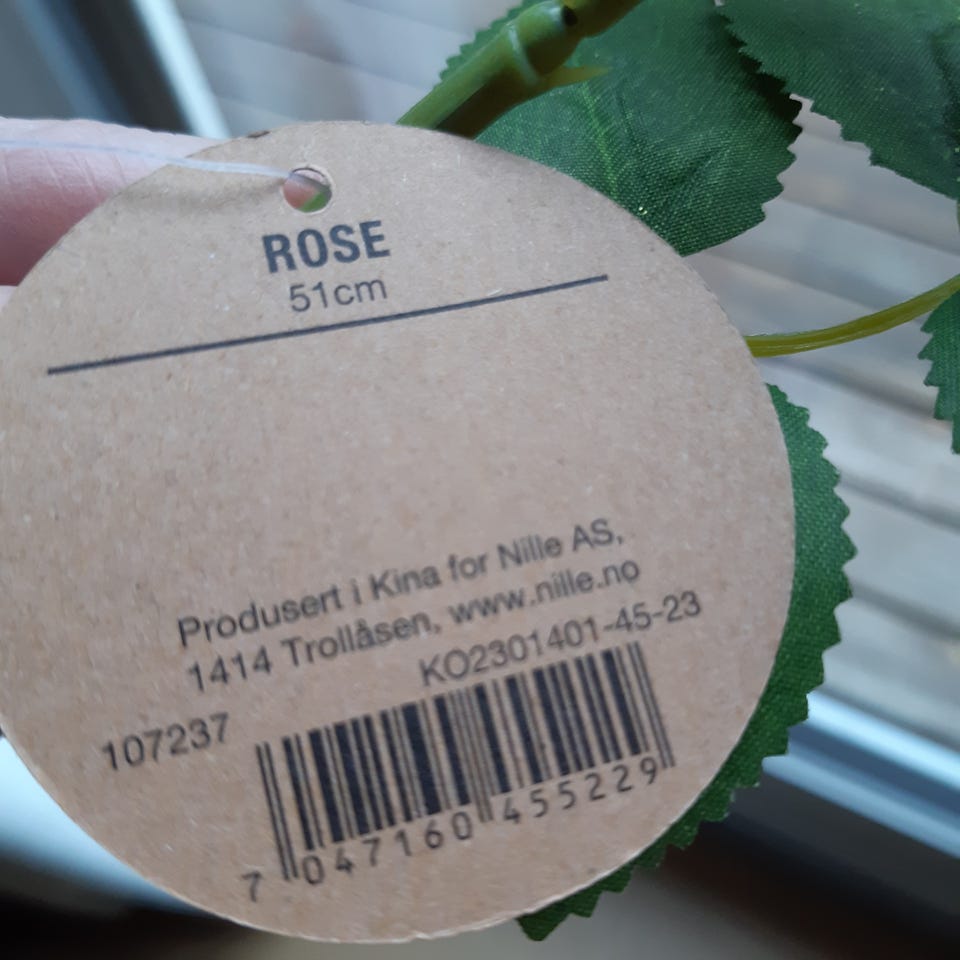 ROSE
51cm
Produsert i Kina for Nille AS,
1414 Trollåsen, www.nille.no
KO2301401-45-23
107237
7 047160 455229